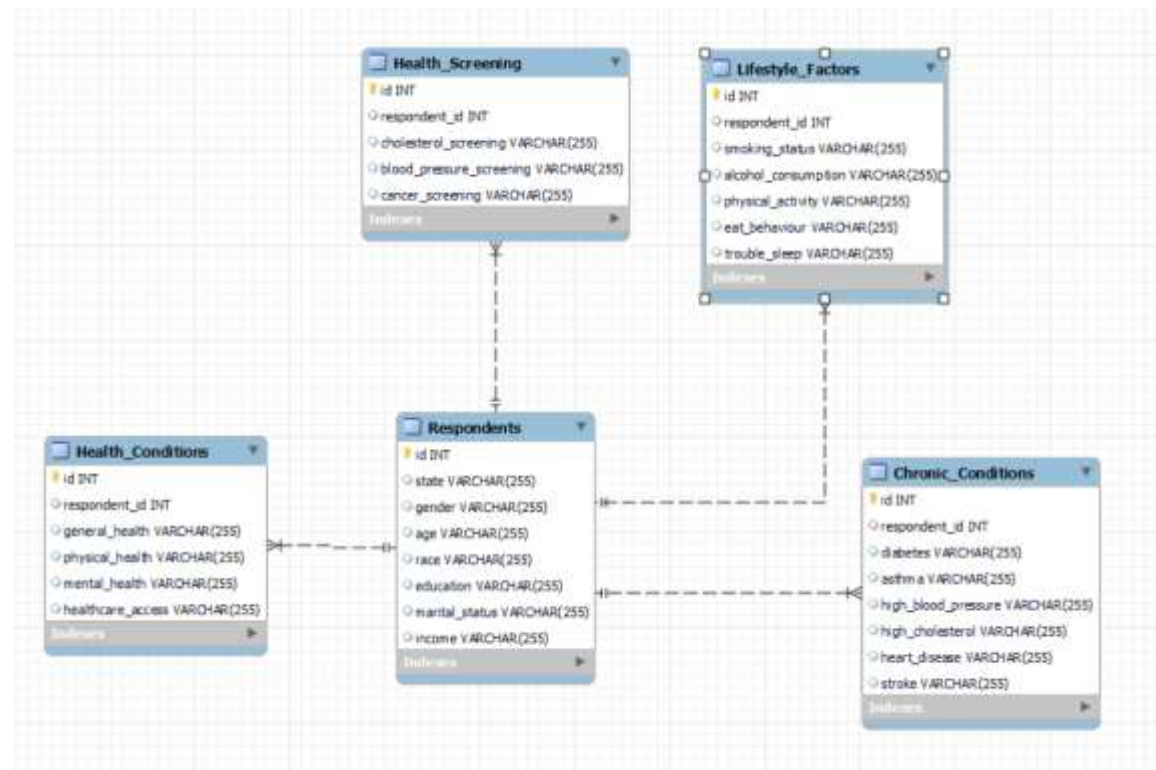 Health_Screening
id INT
respondent_id INT
cholesterol_screening VARCHAR(255)
blood_pressure_screening VARCHAR(255)
cancer_screening VARCHAR(255)
Indexes
Lifestyle_Factors
id INT
respondent_id INT
smoking_status VARCHAR(255)
alcohol_consumption VARCHAR(255)
physical_activity VARCHAR(255)
eat_behaviour VARCHAR(255)
trouble_sleep VARCHAR(255)
Indexes
Health_Conditions
id INT
respondent_id INT
general_health VARCHAR(255)
physical_health VARCHAR(255)
mental_health VARCHAR(255)
healthcare_access VARCHAR(255)
Indexes
Respondents
id INT
state VARCHAR(255)
gender VARCHAR(255)
age VARCHAR(255)
race VARCHAR(255)
education VARCHAR(255)
marital_status VARCHAR(255)
income VARCHAR(255)
Indexes
Chronic_Conditions
id INT
respondent_id INT
diabetes VARCHAR(255)
asthma VARCHAR(255)
high_blood_pressure VARCHAR(255)
high_cholesterol VARCHAR(255)
heart_disease VARCHAR(255)
stroke VARCHAR(255)
Indexes